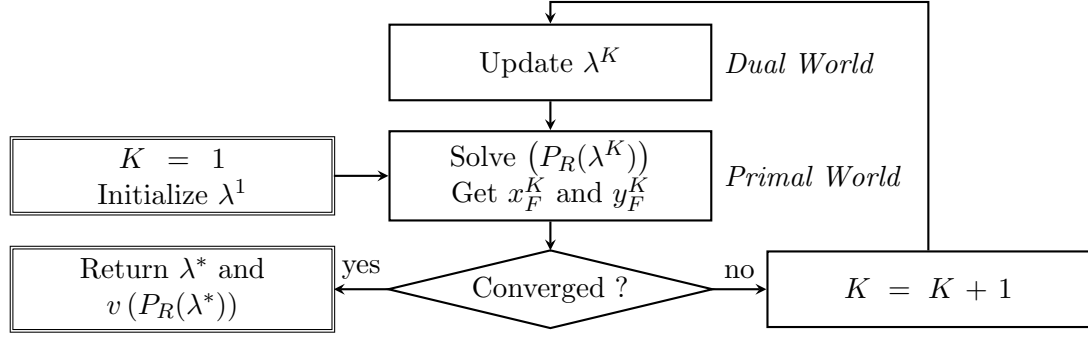 Update λ^K
Dual World
K = 1
Initialize λ^1
Solve (P_R(λ^K))
Get x_F^K and y_F^K
Primal World
Return λ* and
v (P_R(λ*))
yes
Converged ?
no
K = K + 1